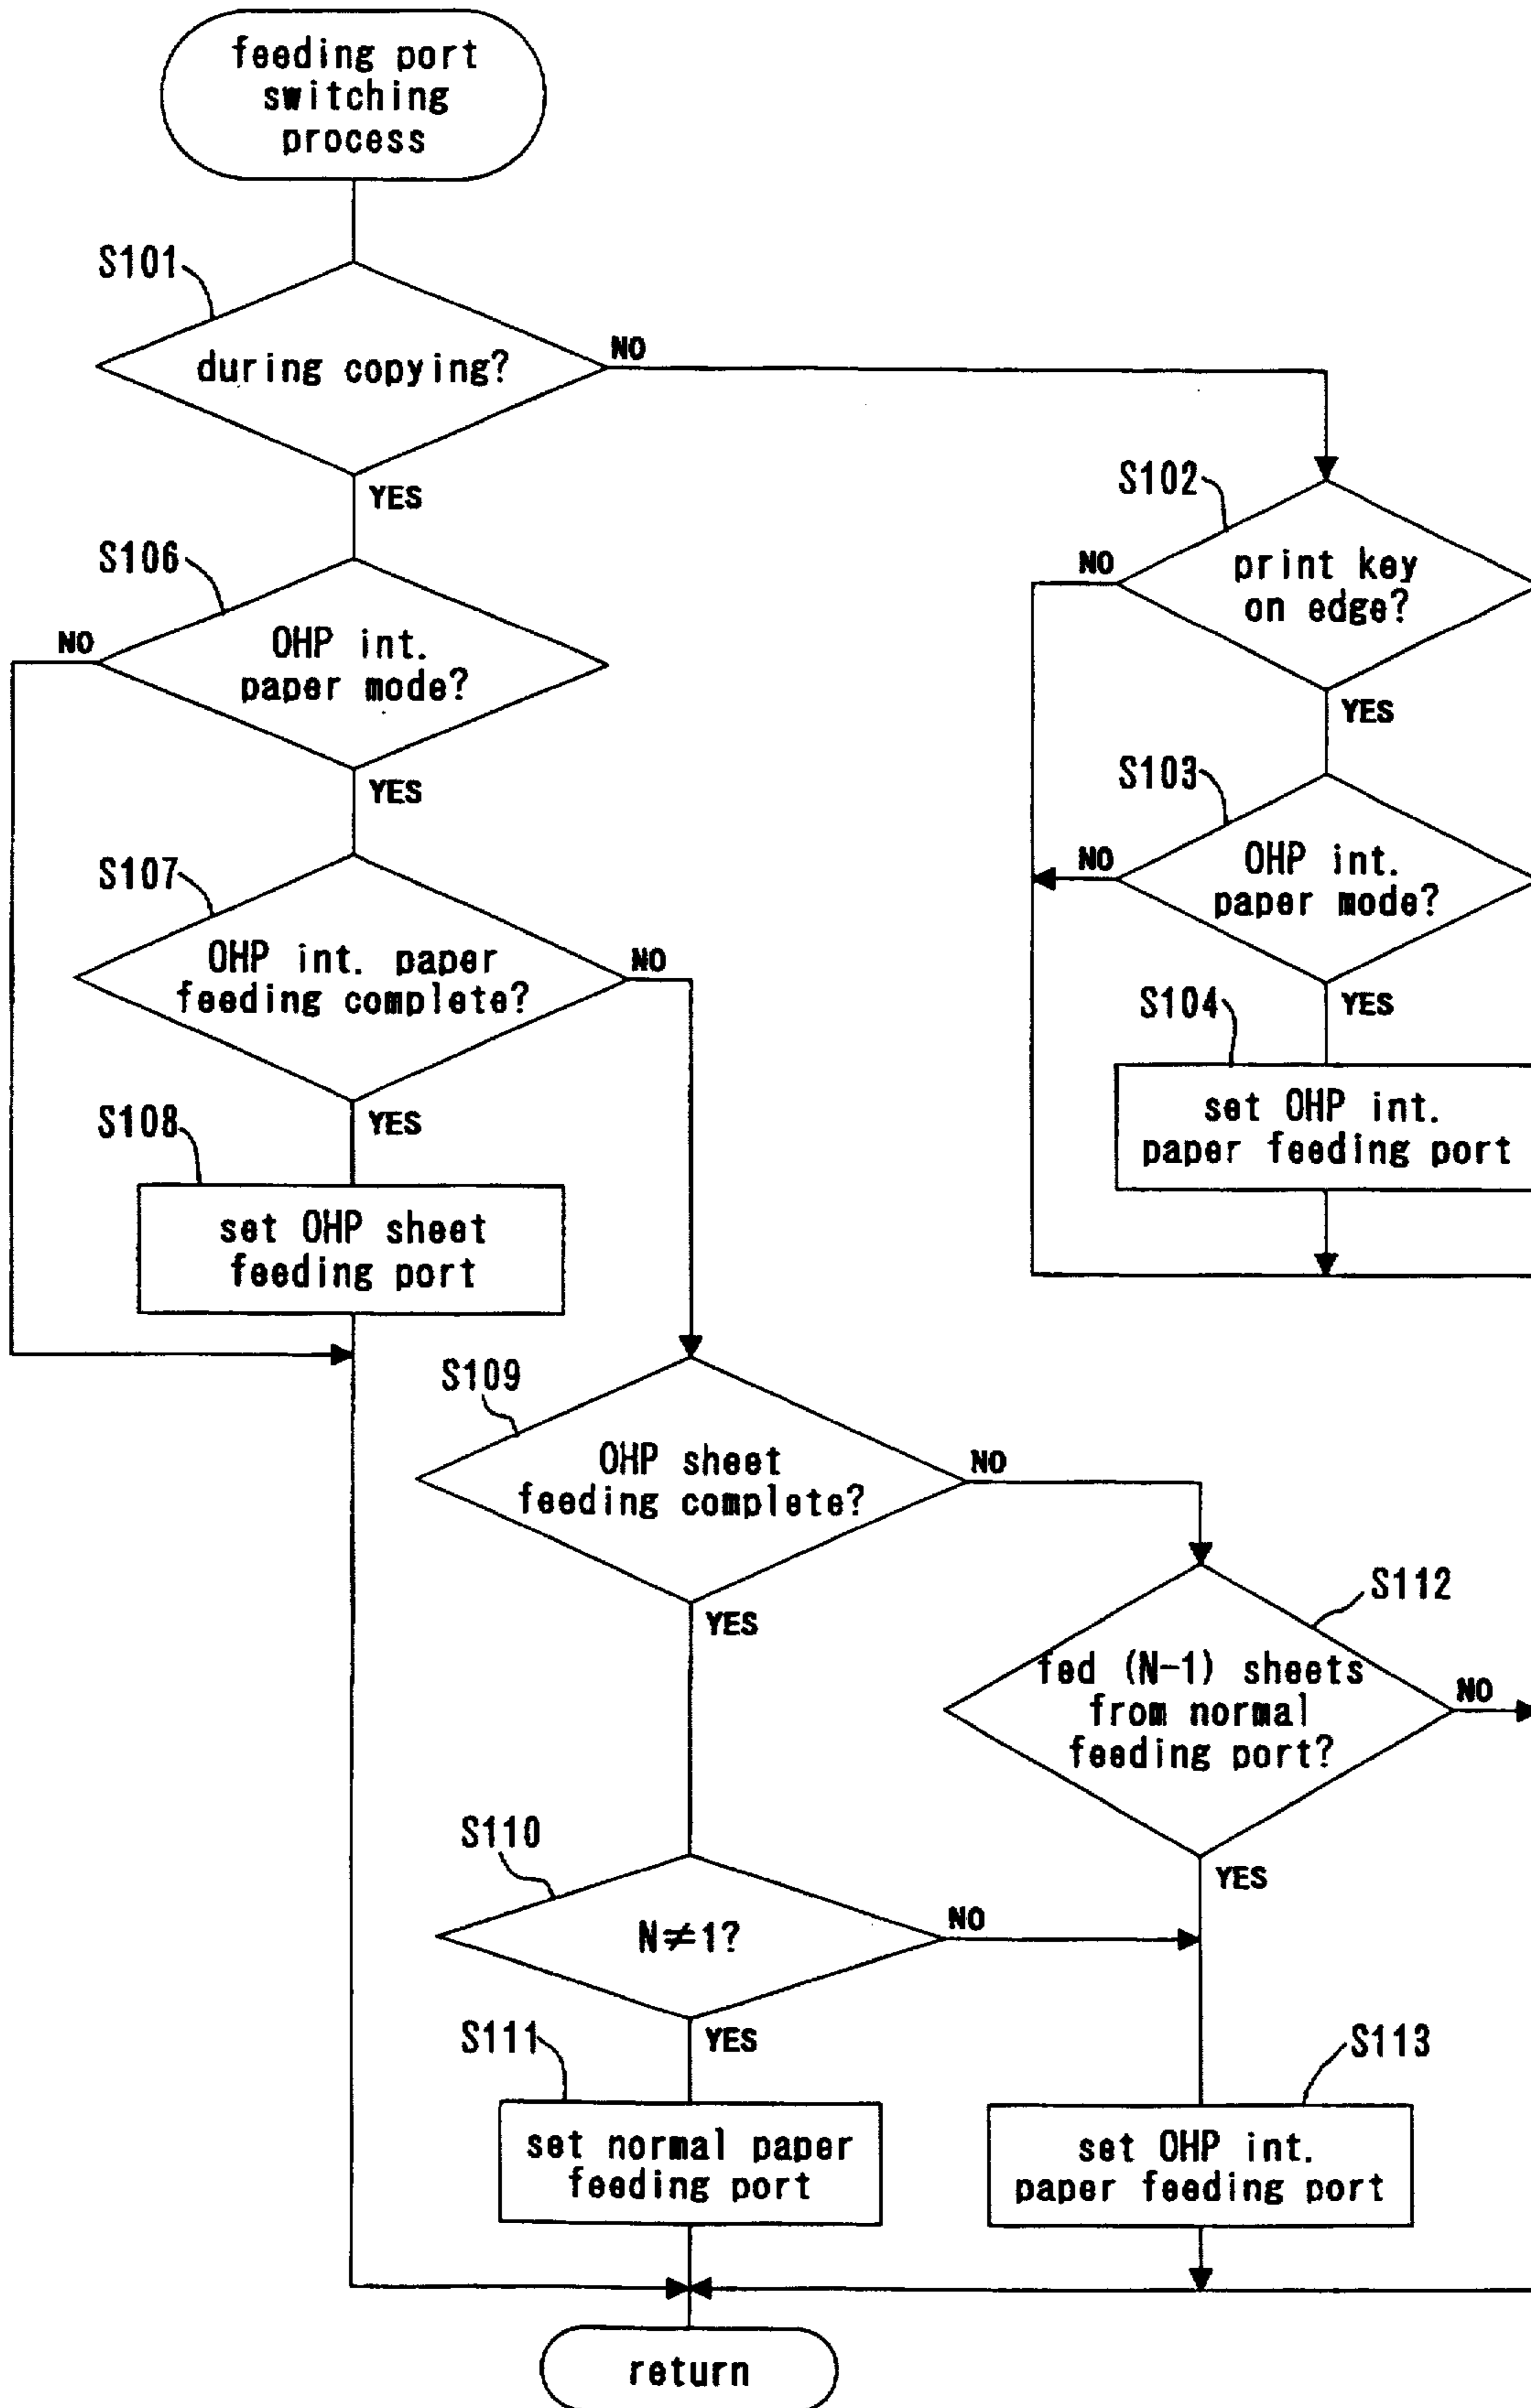 feeding port
switching
process
S101
during copying?
NO
YES
S102
print key
on edge?
NO
YES
S106
OHP int.
paper mode?
NO
YES
S103
OHP int.
paper mode?
NO
YES
S107
OHP int. paper
feeding complete?
NO
YES
S104
set OHP int.
paper feeding port
S108
set OHP sheet
feeding port
S109
OHP sheet
feeding complete?
NO
YES
S112
fed (N-1) sheets
from normal
feeding port?
NO
YES
S110
N≠1?
NO
YES
S111
set normal paper
feeding port
S113
set OHP int.
paper feeding port
return